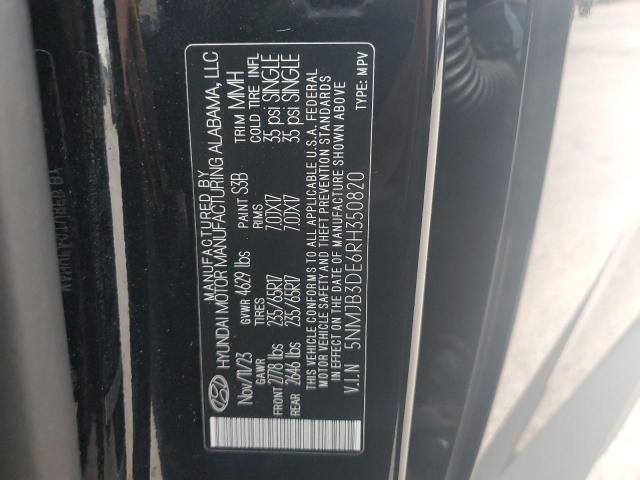 MANUFACTURED BY
HYUNDAI MOTOR MANUFACTURING ALABAMA, LLC
Nov/11/23 GVWR 4629 lbs PAINT S3B TRIM MMH
GAWR TIRES RIMS COLD TIRE INFL
FRONT 2778 lbs 235/65R17 7.0JX17 35 psi SINGLE
REAR 2646 lbs 235/65R17 7.0JX17 35 psi SINGLE
THIS VEHICLE CONFORMS TO ALL APPLICABLE U.S.A. FEDERAL
MOTOR VEHICLE SAFETY AND THEFT PREVENTION STANDARDS
IN EFFECT ON THE DATE OF MANUFACTURE SHOWN ABOVE
V.I.N 5NMJB3DE6RH350820 TYPE: MPV